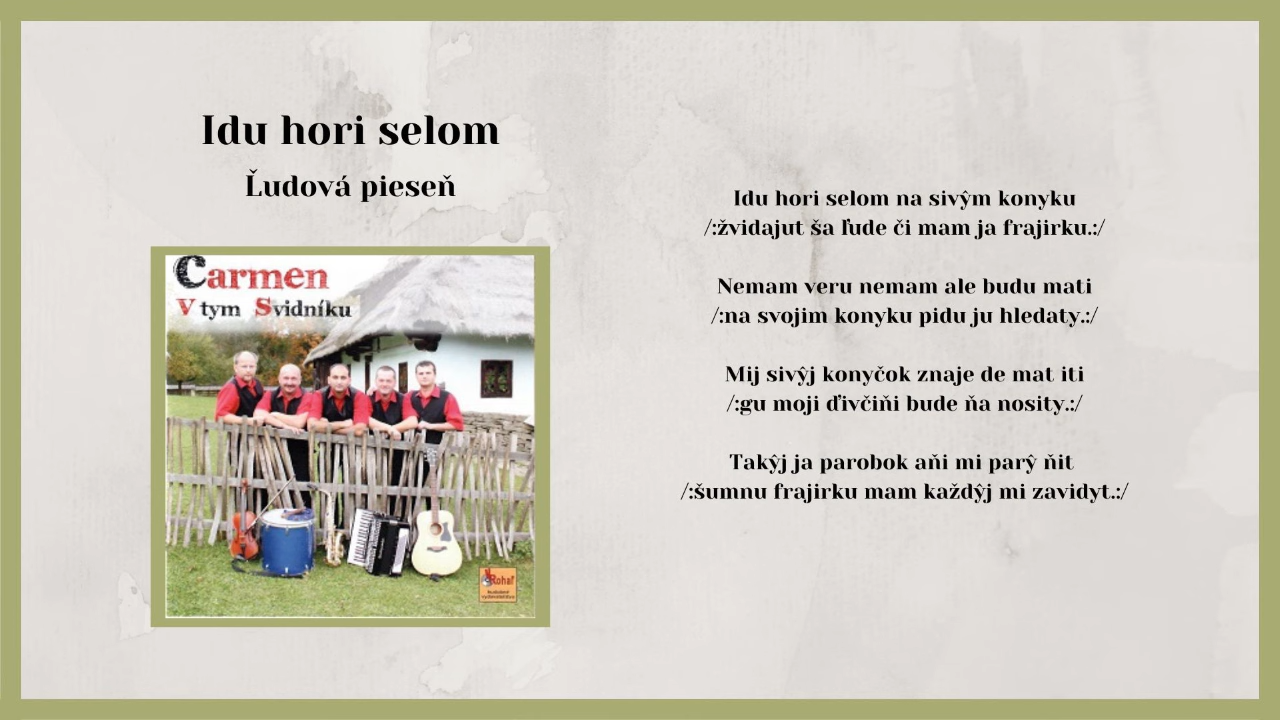 Idu hori selom
Ľudová pieseň
Carmen
V tym Svidníku
Rohaľ
hudobné
vydavateľstvo
Idu hori selom na sivŷm konyku
/:žvidajut ša ľude či mam ja frajirku.:/
Nemam veru nemam ale budu mati
/:na svojim konyku pidu ju hledaty.:/
Mij sivŷj konyčok znaje de mat iti
/:gu moji ďivčiňi bude ňa nosity.:/
Takŷj ja parobok aňi mi parŷ ňit
/:šumnu frajirku mam každŷj mi zavidyt.:/